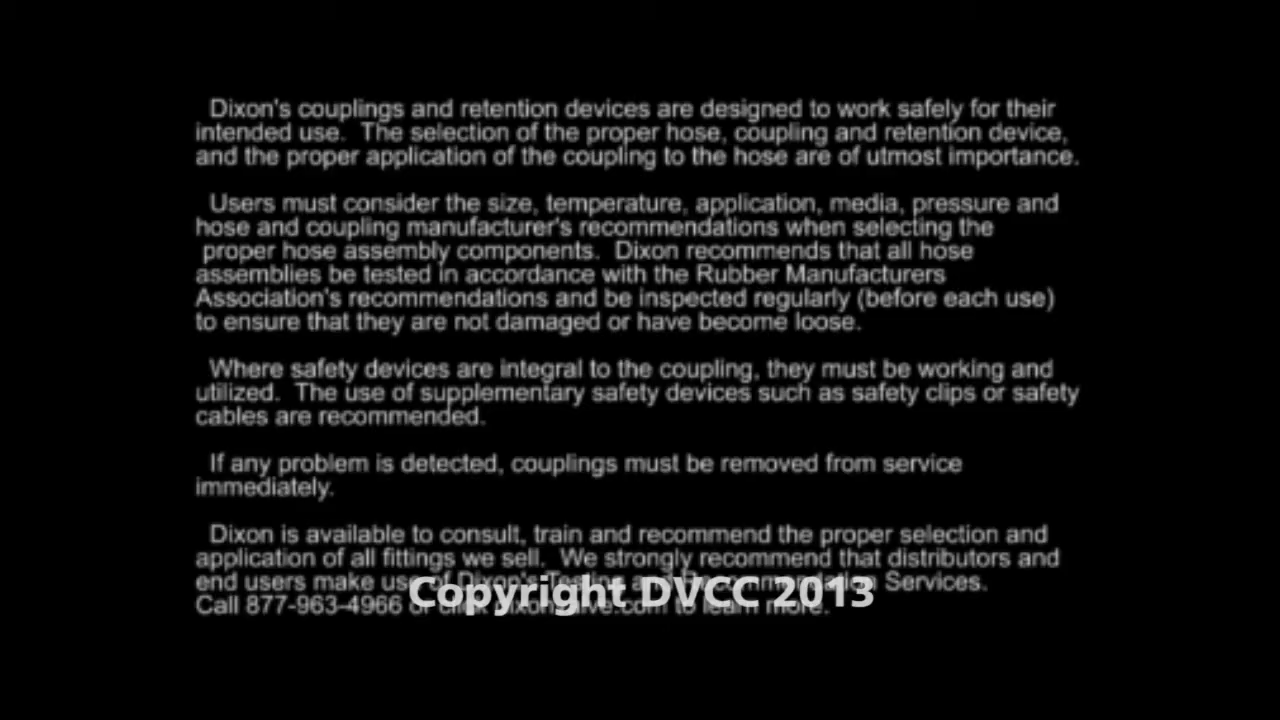 Dixon's couplings and retention devices are designed to work safely for their
intended use. The selection of the proper hose, coupling and retention device,
and the proper application of the coupling to the hose are of utmost importance.
Users must consider the size, temperature, application, media, pressure and
hose and coupling manufacturer's recommendations when selecting the
proper hose assembly components. Dixon recommends that all hose
assemblies be tested in accordance with the Rubber Manufacturers
Association's recommendations and be inspected regularly (before each use)
to ensure that they are not damaged or have become loose.
Where safety devices are integral to the coupling, they must be working and
utilized. The use of supplementary safety devices such as safety clips or safety
cables are recommended.
If any problem is detected, couplings must be removed from service
immediately.
Dixon is available to consult, train and recommend the proper selection and
application of all fittings we sell. We strongly recommend that distributors and
end users make use of Dixon's Testing and Recommendation Services.
Call 877-963-4966 or to learn more.
Copyright DVCC 2013